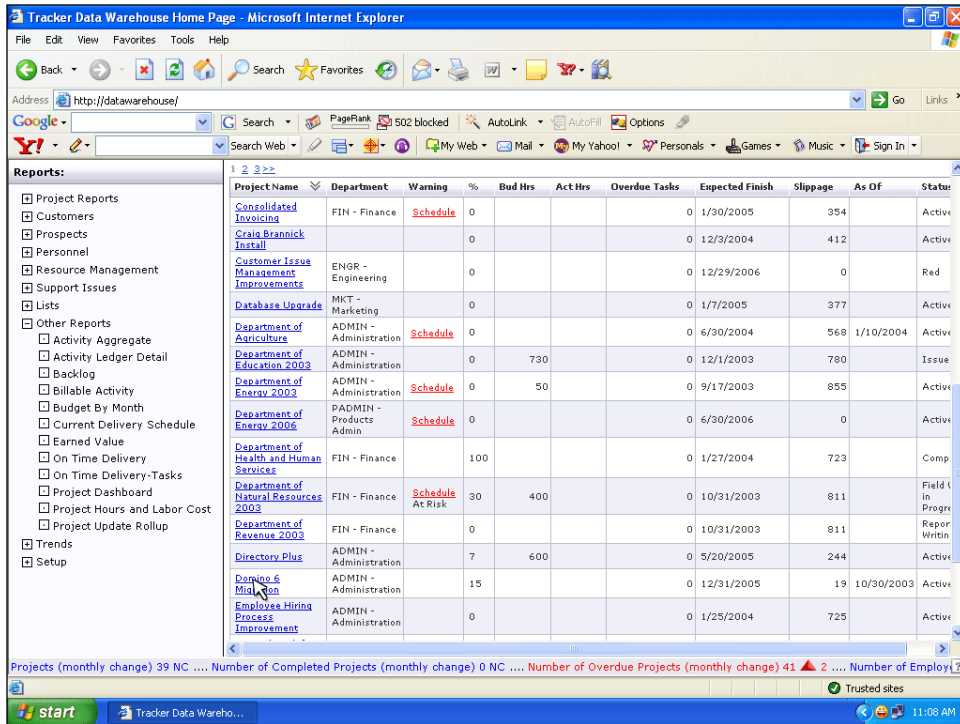 Tracker Data Warehouse Home Page - Microsoft Internet Explorer
File Edit View Favorites Tools Help
Back Search Favorites
Address http://datawarehouse/ Go Links
Google Search PageRank 502 blocked AutoLink AutoFill Options
Y! Search Web My Web Mail My Yahoo! Personals Games Music Sign In
Reports:
Project Reports
Customers
Prospects
Personnel
Resource Management
Support Issues
Lists
Other Reports
Activity Aggregate
Activity Ledger Detail
Backlog
Billable Activity
Budget By Month
Current Delivery Schedule
Earned Value
On Time Delivery
On Time Delivery-Tasks
Project Dashboard
Project Hours and Labor Cost
Project Update Rollup
Trends
Setup
1 2 3 >>
Project Name Department Warning % Bud Hrs Act Hrs Overdue Tasks Expected Finish Slippage As Of Status
Consolidated
Invoicing FIN - Finance Schedule 0 0 1/30/2005 354 Active
Craig Brannick
Install 0 0 12/3/2004 412 Active
Customer Issue
Management
Improvements ENGR -
Engineering 0 0 12/29/2006 0 Red
Database Upgrade MKT -
Marketing 0 0 1/7/2005 377 Active
Department of
Agriculture ADMIN -
Administration Schedule 0 0 6/30/2004 568 1/10/2004 Active
Department of
Education 2003 ADMIN -
Administration 0 730 0 12/1/2003 780 Issue
Department of
Energy 2003 ADMIN -
Administration Schedule 0 50 0 9/17/2003 855 Active
Department of
Energy 2006 PADMIN -
Products
Admin Schedule 0 0 6/30/2006 0 Active
Department of
Health and Human
Services FIN - Finance 100 0 1/27/2004 723 Comp
Department of
Natural Resources
2003 FIN - Finance Schedule
At Risk 30 400 0 10/31/2003 811 Field
in
Progre
Department of
Revenue 2003 FIN - Finance 0 0 10/31/2003 811 Repor
Writin
Directory Plus ADMIN -
Administration 7 600 0 5/20/2005 244 Active
Domino 6
Migration ADMIN -
Administration 15 0 12/31/2005 19 10/30/2003 Active
Employee Hiring
Process
Improvement ADMIN -
Administration 0 0 1/25/2004 725 Active
Projects (monthly change) 39 NC .... Number of Completed Projects (monthly change) 0 NC .... Number of Overdue Projects (monthly change) 41 2 .... Number of Employ
Trusted sites
start Tracker Data Wareho... 11:08 AM